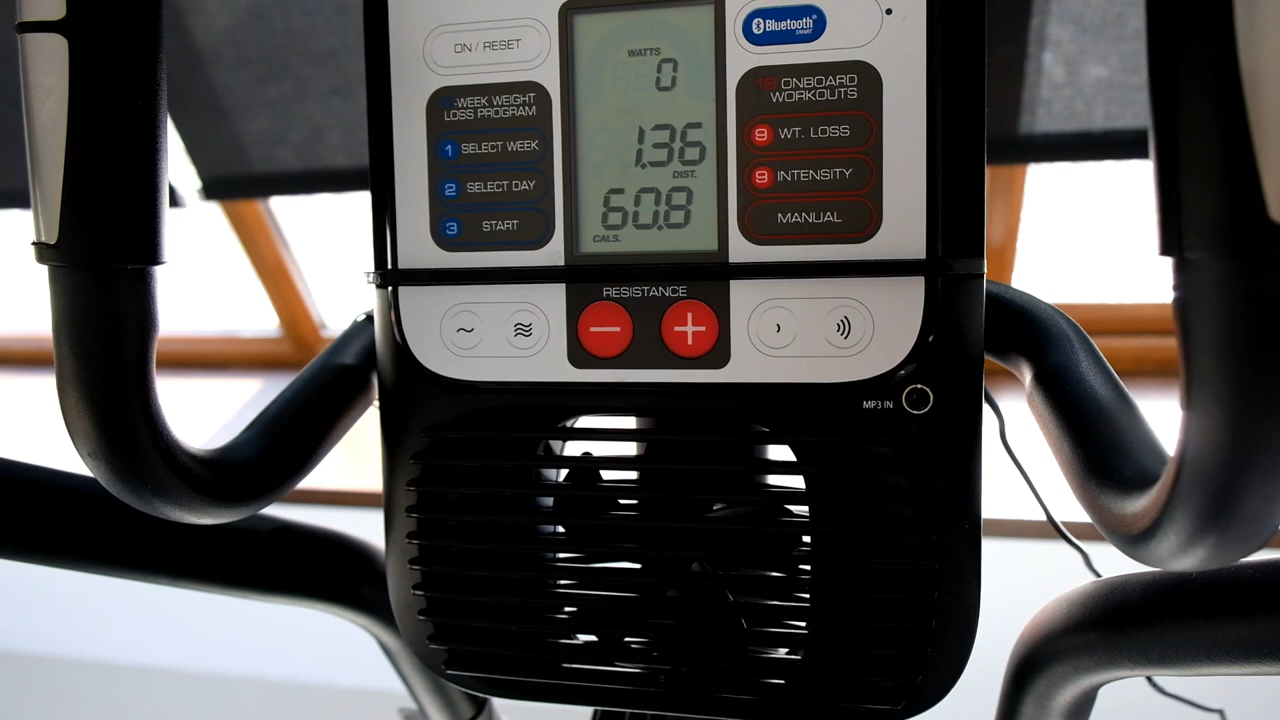 ON / RESET
-WEEK WEIGHT
LOSS PROGRAM
1 SELECT WEEK
2 SELECT DAY
3 START
WATTS
0
1.36
DIST.
60.8
CALS.
Bluetooth
SMART
18 ONBOARD
WORKOUTS
9 WT. LOSS
9 INTENSITY
MANUAL
RESISTANCE
− +
MP3 IN